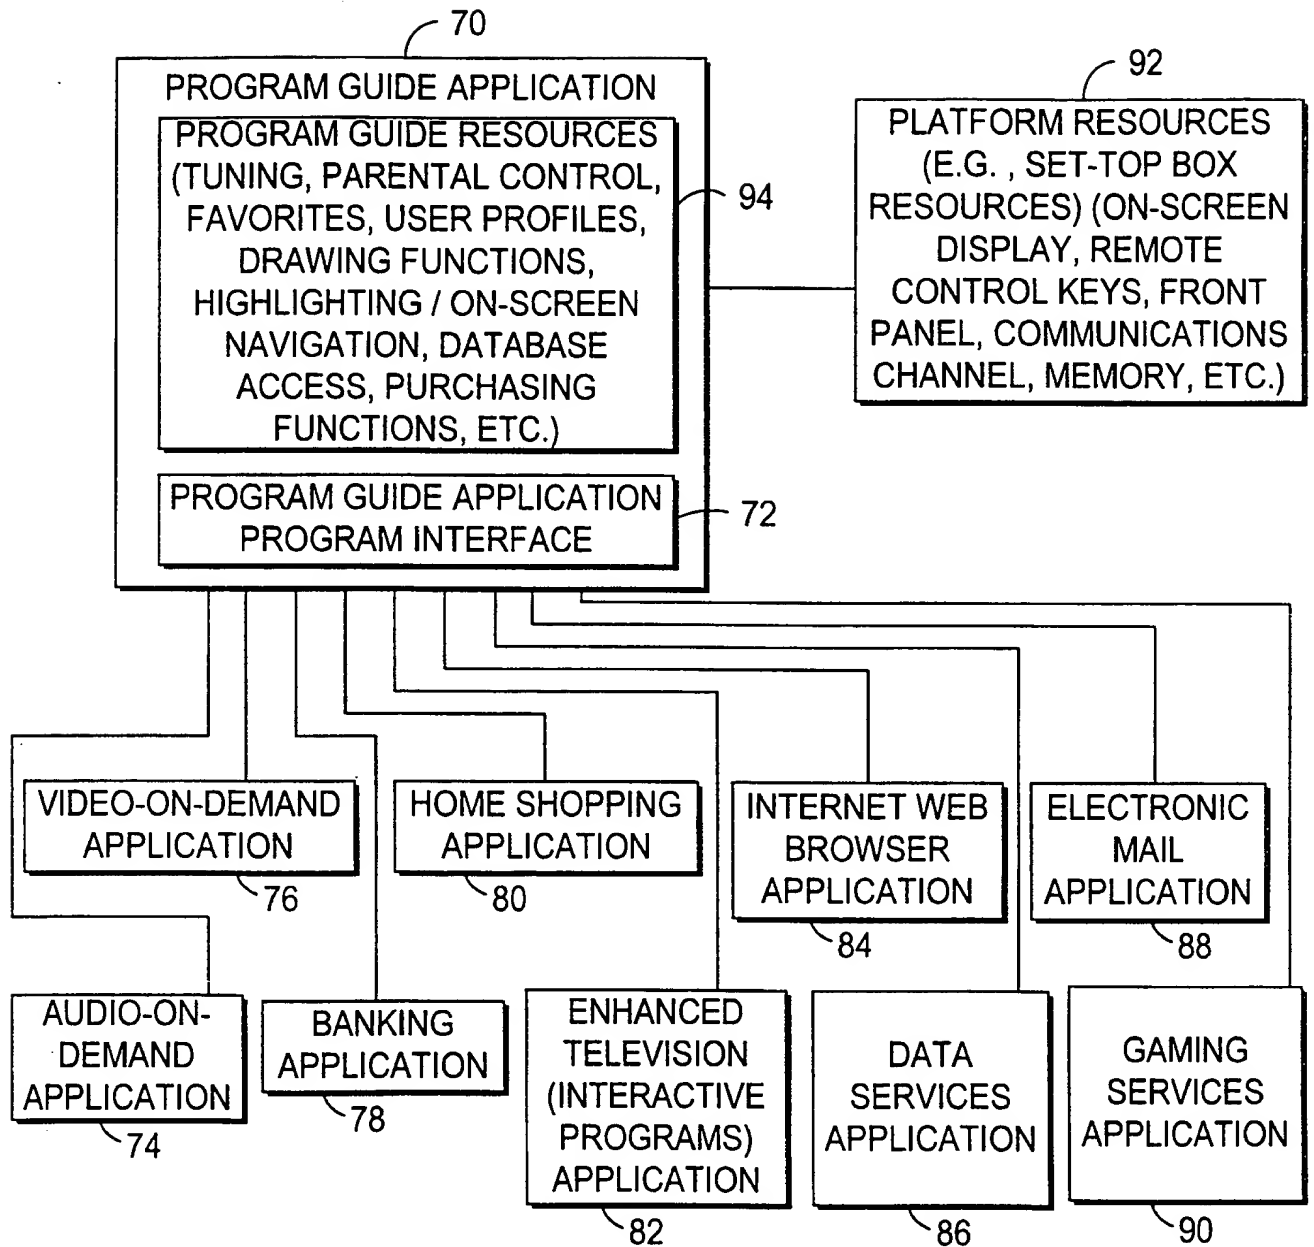 70
PROGRAM GUIDE APPLICATION
PROGRAM GUIDE RESOURCES
(TUNING, PARENTAL CONTROL,
FAVORITES, USER PROFILES,
DRAWING FUNCTIONS,
HIGHLIGHTING / ON-SCREEN
NAVIGATION, DATABASE
ACCESS, PURCHASING
FUNCTIONS, ETC.)
94
PROGRAM GUIDE APPLICATION
PROGRAM INTERFACE
72
92
PLATFORM RESOURCES
(E.G. , SET-TOP BOX
RESOURCES) (ON-SCREEN
DISPLAY, REMOTE
CONTROL KEYS, FRONT
PANEL, COMMUNICATIONS
CHANNEL, MEMORY, ETC.)
VIDEO-ON-DEMAND
APPLICATION
76
HOME SHOPPING
APPLICATION
80
INTERNET WEB
BROWSER
APPLICATION
84
ELECTRONIC
MAIL
APPLICATION
88
AUDIO-ON-
DEMAND
APPLICATION
74
BANKING
APPLICATION
78
ENHANCED
TELEVISION
(INTERACTIVE
PROGRAMS)
APPLICATION
82
DATA
SERVICES
APPLICATION
86
GAMING
SERVICES
APPLICATION
90